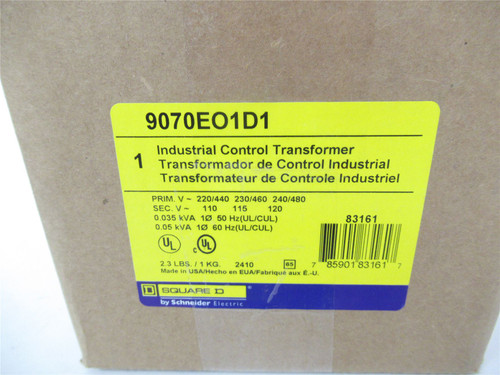 9070EO1D1
1 Industrial Control Transformer
Transformador de Control Industrial
Transformateur de Controle Industriel
PRIM. V ~ 220/440 230/460 240/480
SEC. V ~ 110 115 120
0.035 kVA 1Ø 50 Hz(UL/CUL)
0.05 kVA 1Ø 60 Hz(UL/CUL)
83161
UL C UL
2.3 LBS. / 1 KG. 2410 65
7 85901 83161 7
Made in USA/Hecho en EUA/Fabriqué aux É.-U.
D SQUARE D
by Schneider Electric